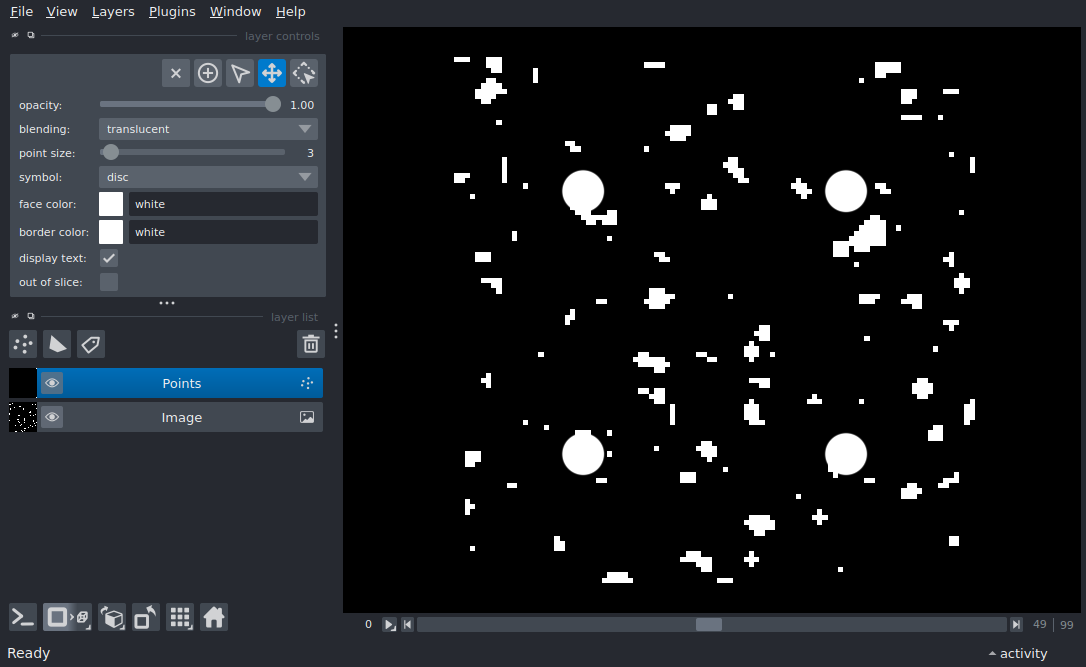 File View Layers Plugins Window Help
layer controls
opacity: 1.00
blending: translucent
point size: 3
symbol: disc
face color: white
border color: white
display text:
out of slice:
layer list
Points
Image
0 49 99
Ready activity